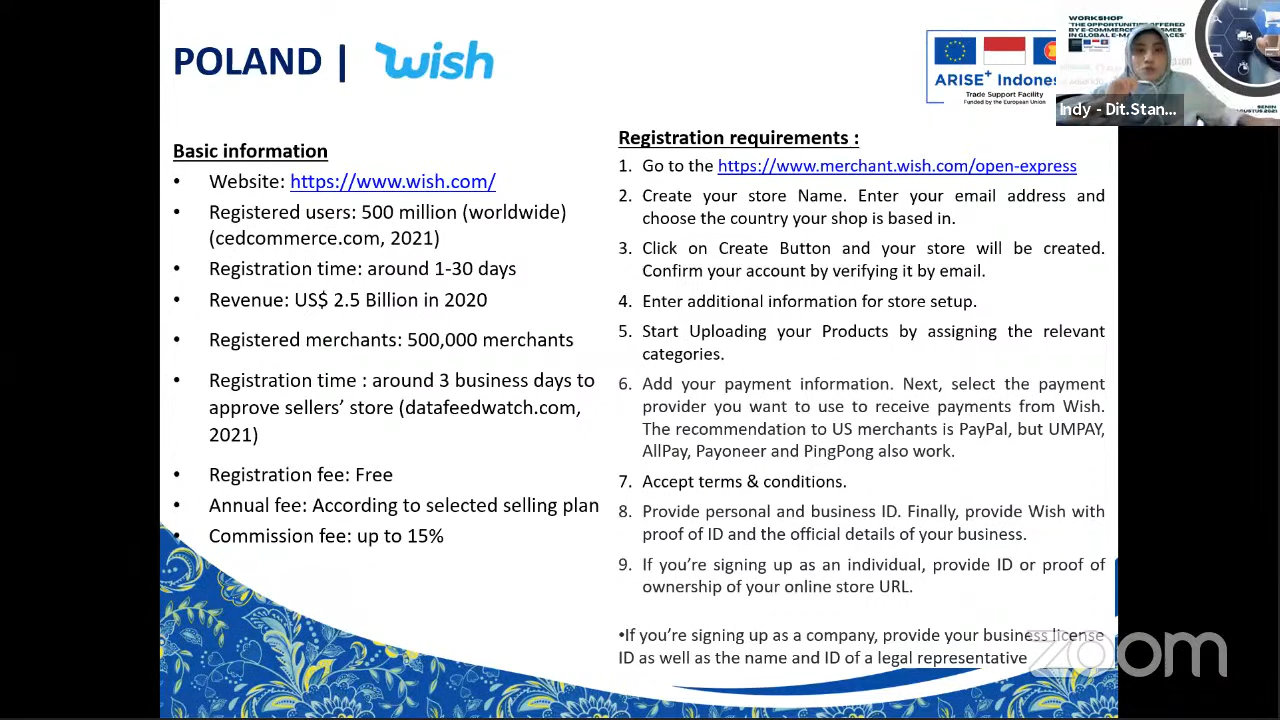 POLAND |
wish
ARISE+ Indones
Trade Support Facility
Funded by the European Union
WORKSHOP
Indy - Dit.Stan...
SENIN
Basic information
• Website: https://www.wish.com/
• Registered users: 500 million (worldwide)
(cedcommerce.com, 2021)
• Registration time: around 1-30 days
• Revenue: US$ 2.5 Billion in 2020
• Registered merchants: 500,000 merchants
• Registration time : around 3 business days to
approve sellers’ store (datafeedwatch.com,
2021)
• Registration fee: Free
• Annual fee: According to selected selling plan
• Commission fee: up to 15%
Registration requirements :
1. Go to the https://www.merchant.wish.com/open-express
2. Create your store Name. Enter your email address and
choose the country your shop is based in.
3. Click on Create Button and your store will be created.
Confirm your account by verifying it by email.
4. Enter additional information for store setup.
5. Start Uploading your Products by assigning the relevant
categories.
6. Add your payment information. Next, select the payment
provider you want to use to receive payments from Wish.
The recommendation to US merchants is PayPal, but UMPAY,
AllPay, Payoneer and PingPong also work.
7. Accept terms & conditions.
8. Provide personal and business ID. Finally, provide Wish with
proof of ID and the official details of your business.
9. If you’re signing up as an individual, provide ID or proof of
ownership of your online store URL.
•If you’re signing up as a company, provide your business license
ID as well as the name and ID of a legal representative
zoom